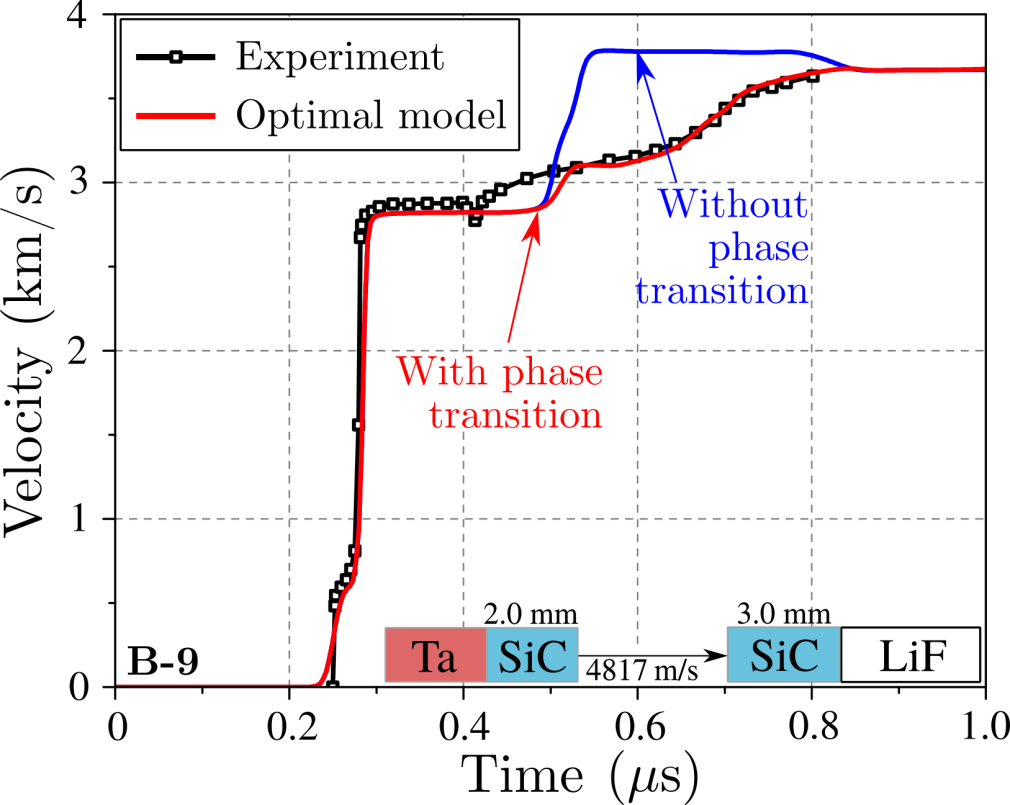 4
3
2
1
0
Velocity (km/s)
Experiment
Optimal model
Without
phase
transition
With phase
transition
B-9
2.0 mm
Ta
SiC
4817 m/s
3.0 mm
SiC
LiF
0
0.2
0.4
0.6
0.8
1.0
Time (μs)